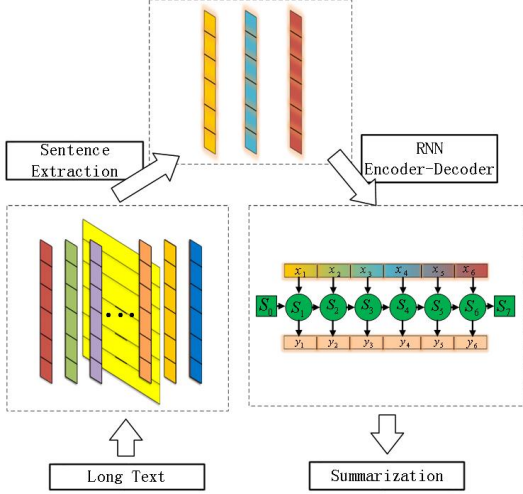 Sentence
Extraction
RNN
Encoder-Decoder
x1 x2 x3 x4 x5 x6
S0 S1 S2 S3 S4 S5 S6 S7
y1 y2 y3 y4 y5 y6
Long Text
Summarization